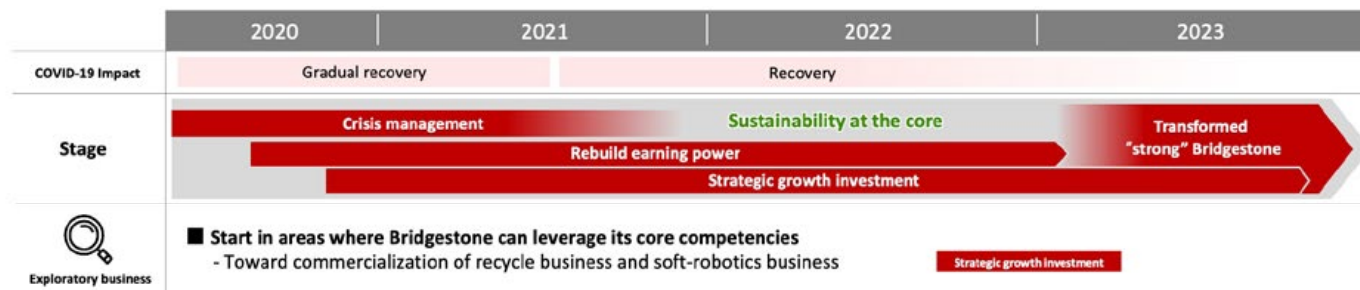 2020 2021 2022 2023
COVID-19 Impact Gradual recovery Recovery
Crisis management Sustainability at the core Transformed
Stage Rebuild earning power "strong" Bridgestone
Strategic growth investment
■ Start in areas where Bridgestone can leverage its core competencies
- Toward commercialization of recycle business and soft-robotics business Strategic growth investment
Exploratory business